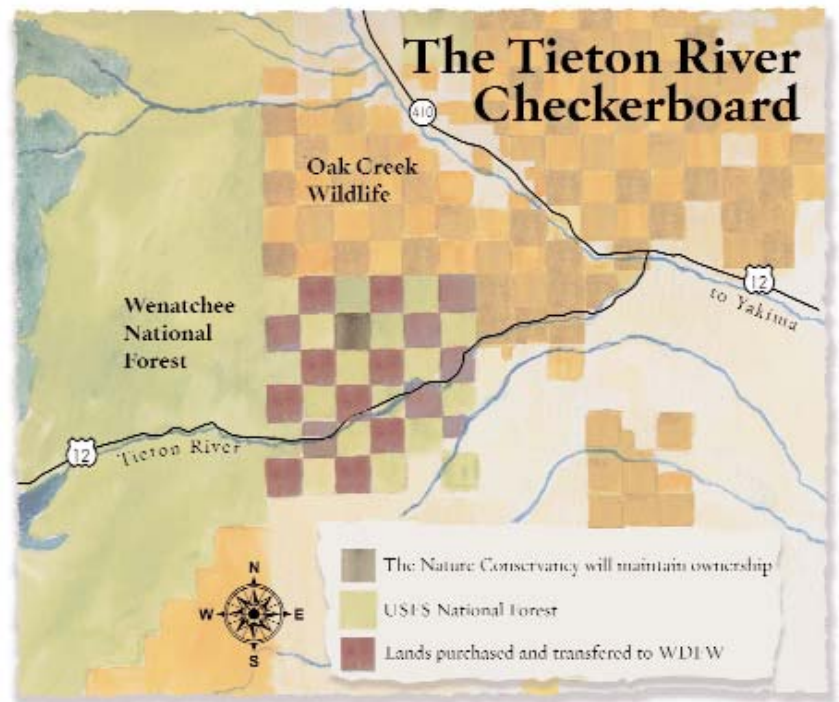 The Tieton River
Checkerboard
410
Oak Creek
Wildlife
12
to Yakima
Wenatchee
National
Forest
12
Tieton River
N
W
E
S
The Nature Conservancy will maintain ownership
USFS National Forest
Lands purchased and transfered to WDFW